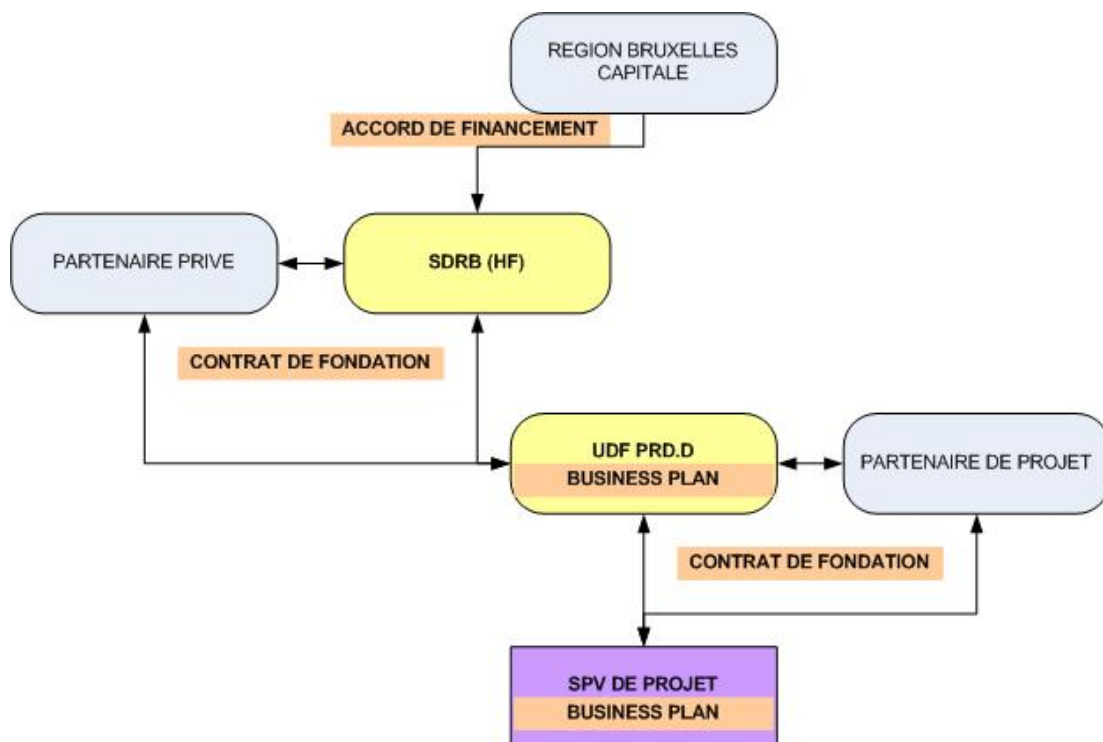 REGION BRUXELLES
CAPITALE
ACCORD DE FINANCEMENT
PARTENAIRE PRIVE
SDRB (HF)
CONTRAT DE FONDATION
UDF PRD.D
BUSINESS PLAN
PARTENAIRE DE PROJET
CONTRAT DE FONDATION
SPV DE PROJET
BUSINESS PLAN